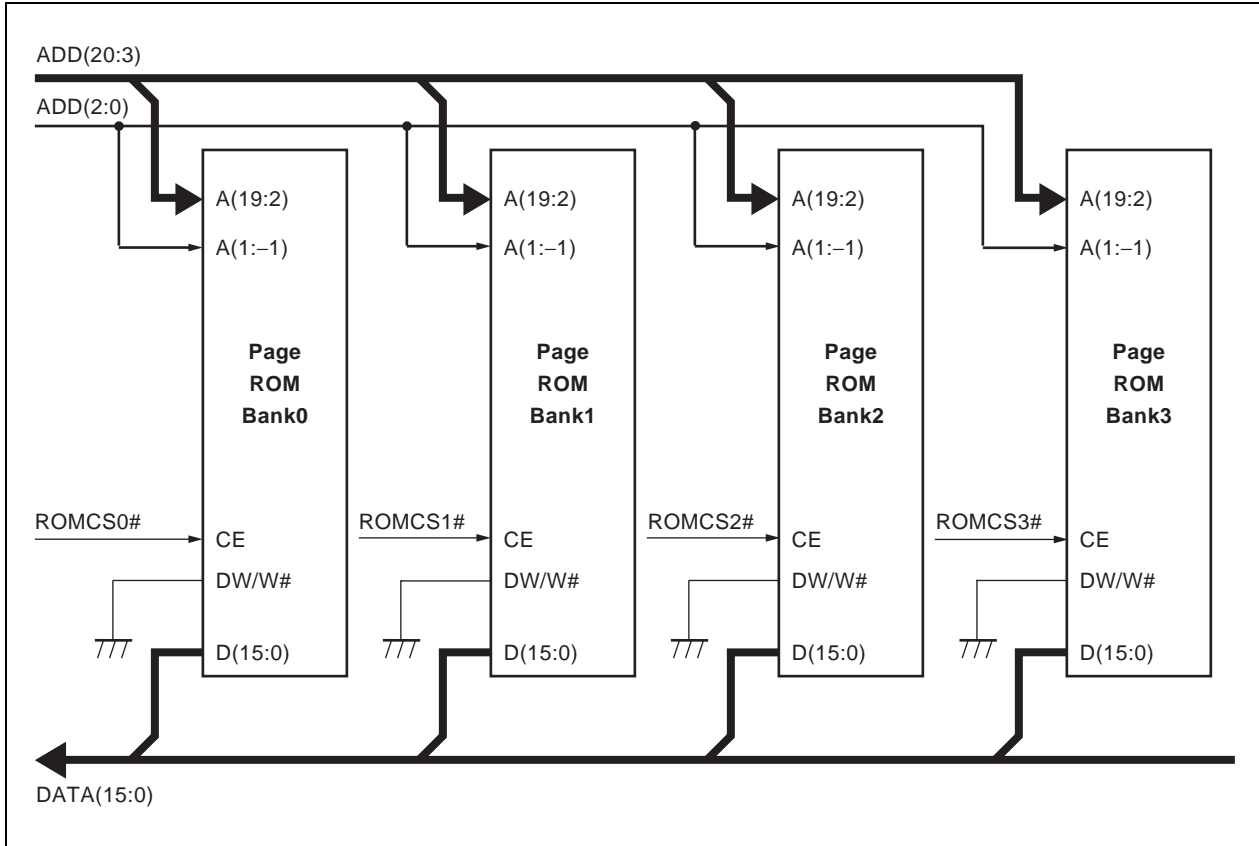 ADD(20:3)
ADD(2:0)
A(19:2) A(19:2) A(19:2) A(19:2)
A(1:–1) A(1:–1) A(1:–1) A(1:–1)
Page Page Page Page
ROM ROM ROM ROM
Bank0 Bank1 Bank2 Bank3
ROMCS0# ROMCS1# ROMCS2# ROMCS3#
CE CE CE CE
DW/W# DW/W# DW/W# DW/W#
D(15:0) D(15:0) D(15:0) D(15:0)
DATA(15:0)